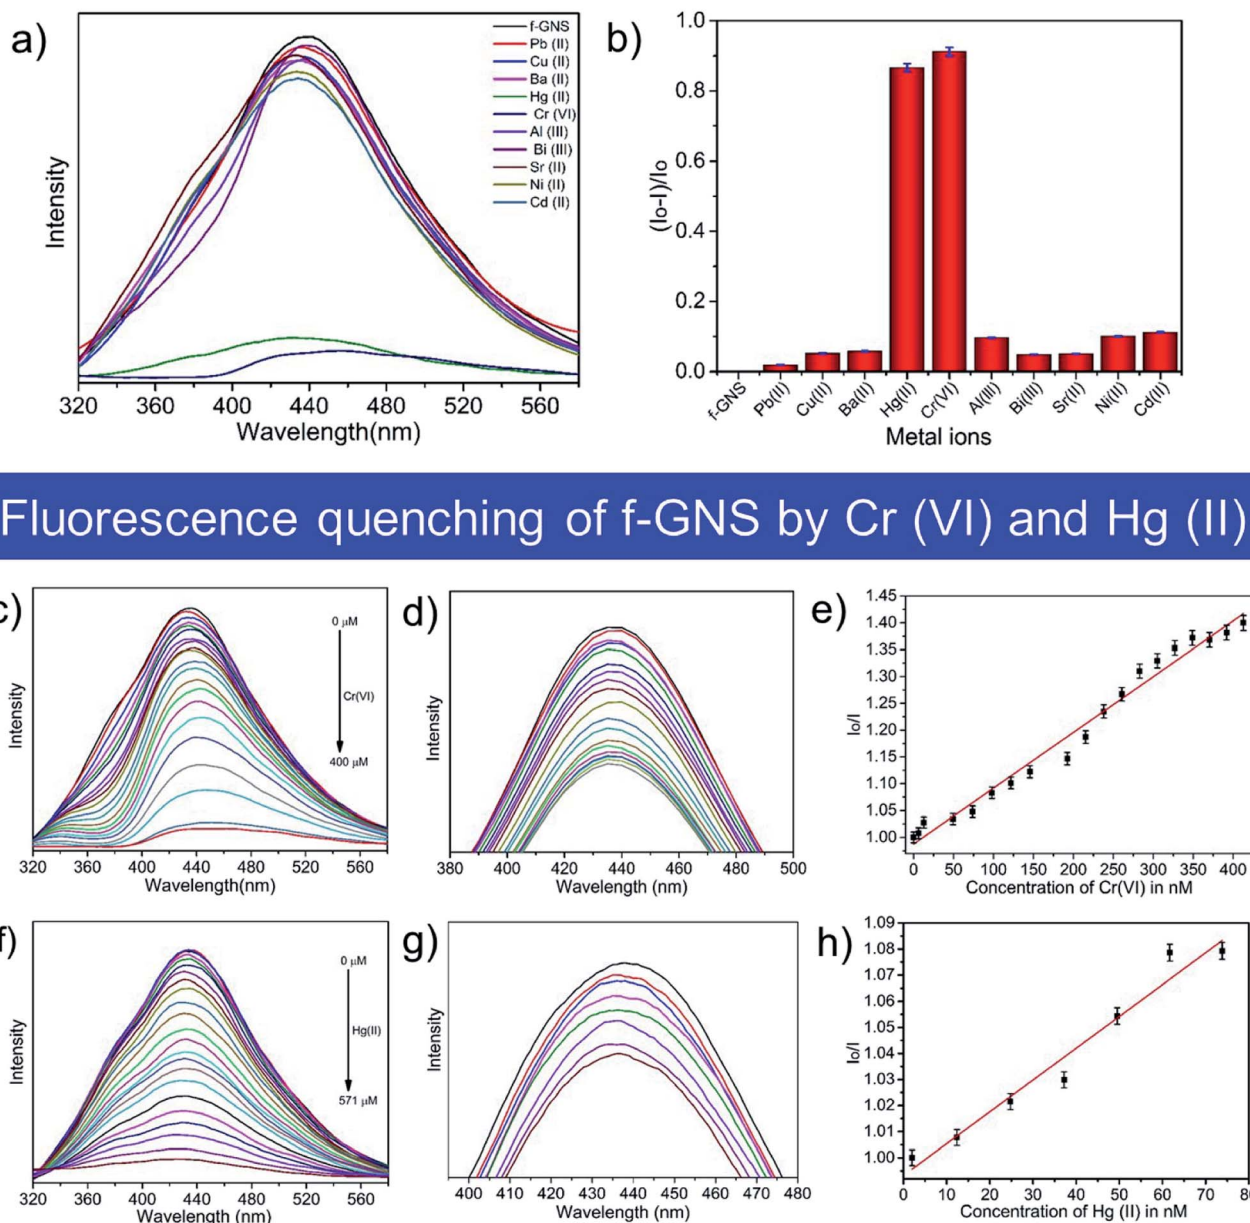 a)
f-GNS
Pb (II)
Cu (II)
Ba (II)
Hg (II)
Cr (VI)
Al (III)
Bi (III)
Sr (II)
Ni (II)
Cd (II)
Intensity
320 360 400 440 480 520 560
Wavelength(nm)
b)
1.0
0.8
0.6
0.4
0.2
0.0
(Io-I)/Io
f-GNS Pb(II) Cu(II) Ba(II) Hg(II) Cr(VI) Al(III) Bi(III) Sr(II) Ni(II) Cd(II)
Metal ions
Fluorescence quenching of f-GNS by Cr (VI) and Hg (II)
c)
0 µM
Cr(VI)
400 µM
Intensity
320 360 400 440 480 520 560
Wavelength(nm)
d)
Intensity
380 400 420 440 460 480 500
Wavelength (nm)
e)
1.45
1.40
1.35
1.30
1.25
1.20
1.15
1.10
1.05
1.00
I₀/I
0 50 100 150 200 250 300 350 400
Concentration of Cr(VI) in nM
f)
0 µM
Hg(II)
571 µM
Intensity
320 360 400 440 480 520 560
Wavelength(nm)
g)
Intensity
400 410 420 430 440 450 460 470 480
Wavelength (nm)
h)
1.09
1.08
1.07
1.06
1.05
1.04
1.03
1.02
1.01
1.00
I₀/I
0 10 20 30 40 50 60 70 80
Concentration of Hg (II) in nM